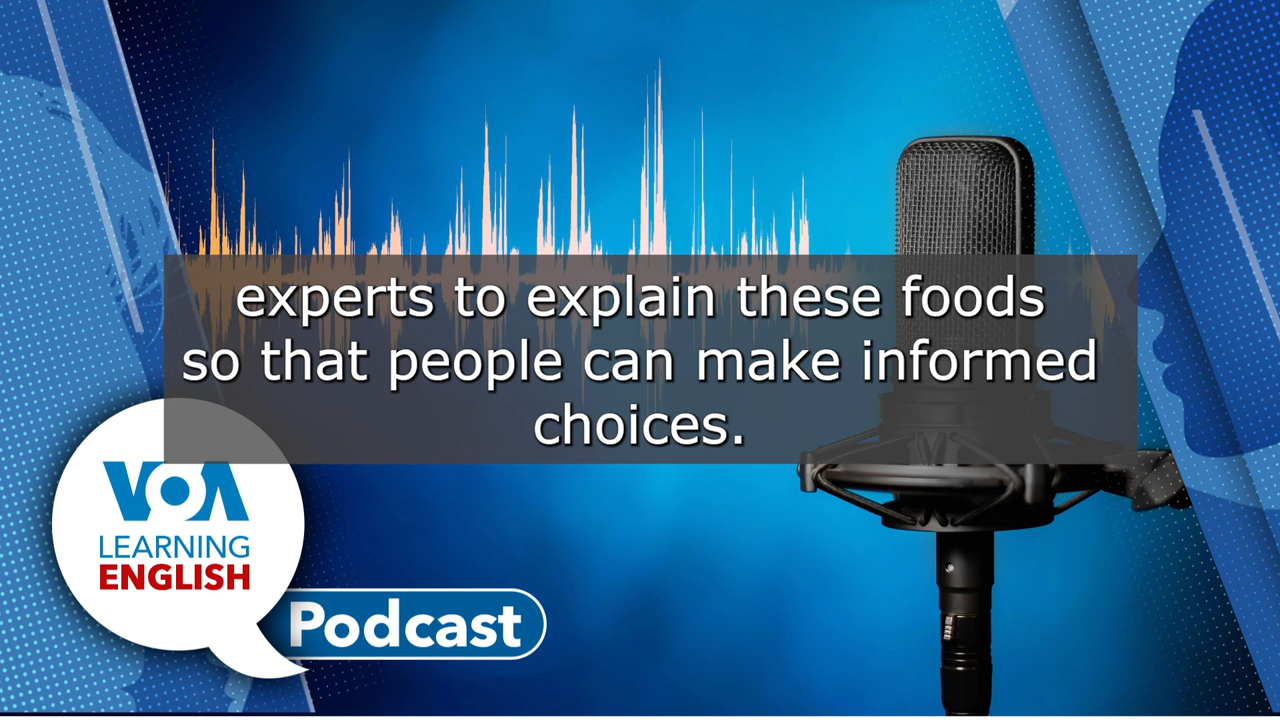 experts to explain these foods
so that people can make informed
choices.
VOA
LEARNING
ENGLISH
Podcast